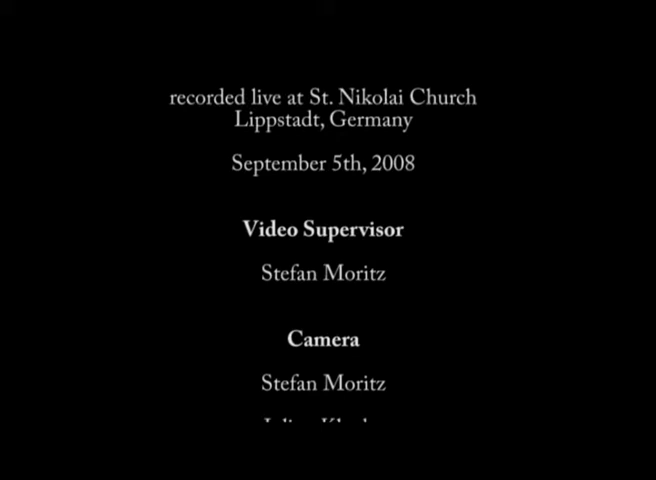 recorded live at St. Nikolai Church
Lippstadt, Germany
September 5th, 2008
Video Supervisor
Stefan Moritz
Camera
Stefan Moritz